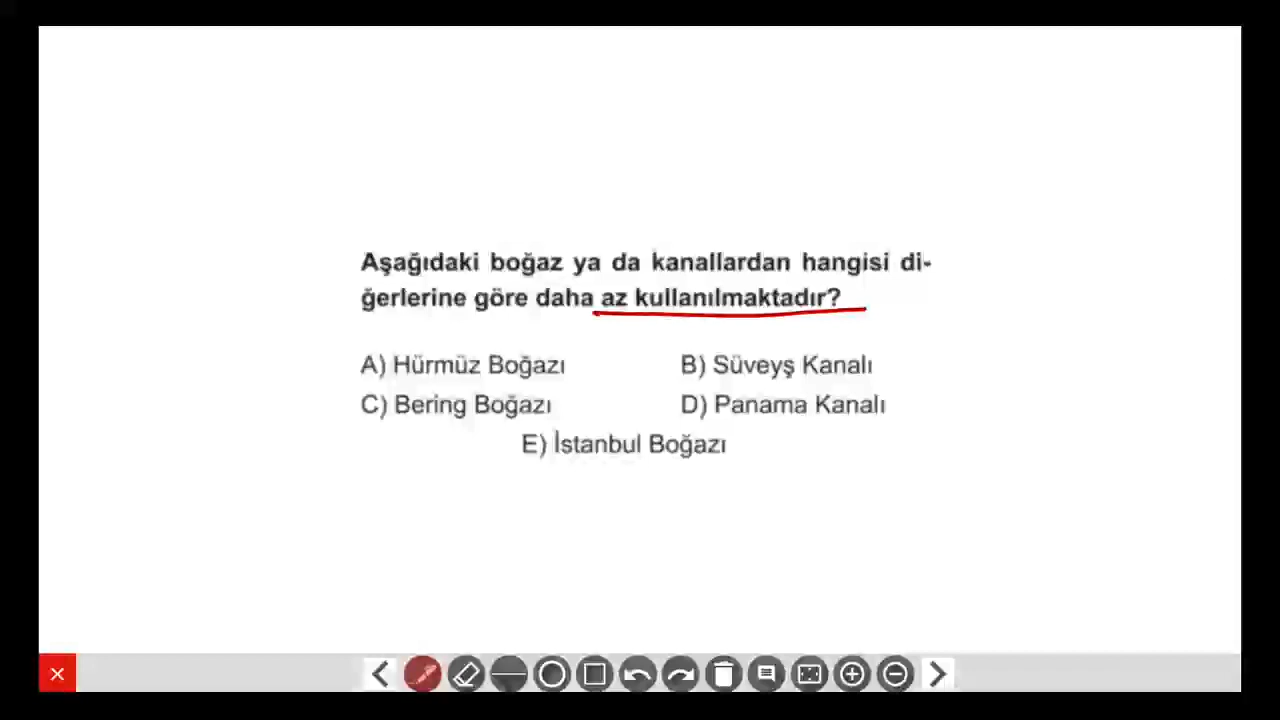 Aşağıdaki boğaz ya da kanallardan hangisi di-
ğerlerine göre daha az kullanılmaktadır?
A) Hürmüz Boğazı B) Süveyş Kanalı
C) Bering Boğazı D) Panama Kanalı
E) İstanbul Boğazı